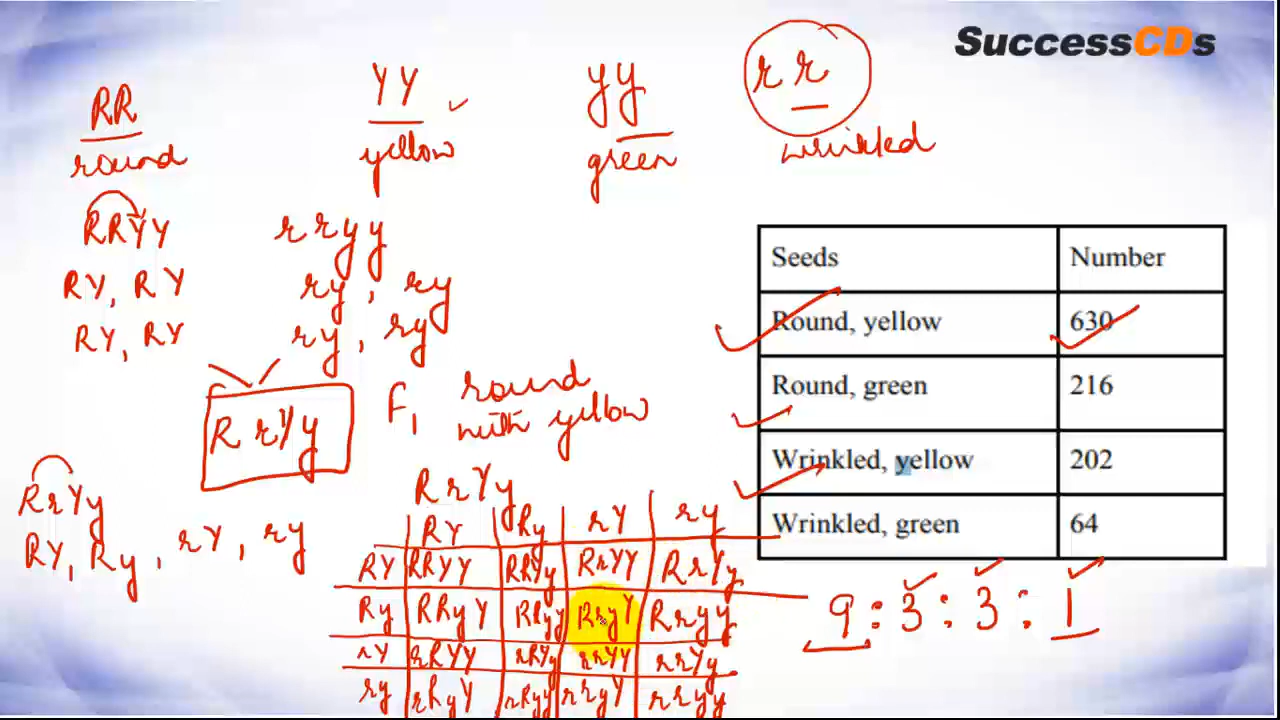 SuccessCDs
RR YY yy rr
round yellow green wrinkled
RRYY rryy
RY, RY ry, ry
RY, RY ry, ry
RrYy F1 round
with yellow
Seeds Number
Round, yellow 630
Round, green 216
Wrinkled, yellow 202
Wrinkled, green 64
9 : 3 : 3 : 1
RrYy
RY, Ry, rY, ry
RrYy
RY Ry rY ry
RY RRYY RRYy RrYY RrYy
Ry RRyY RRyy RryY Rryy
rY rRYY rRYy rrYY rrYy
ry rRyY rRyy rryY rryy